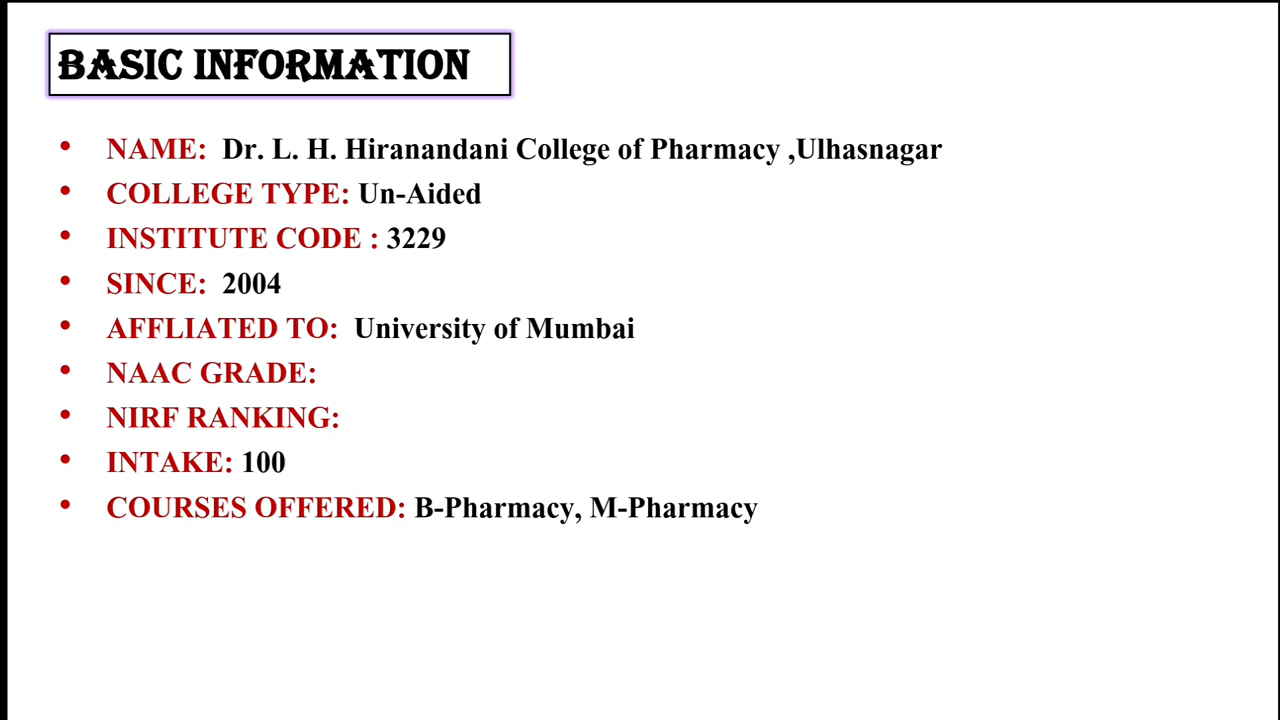 BASIC INFORMATION
• NAME: Dr. L. H. Hiranandani College of Pharmacy ,Ulhasnagar
• COLLEGE TYPE: Un-Aided
• INSTITUTE CODE : 3229
• SINCE: 2004
• AFFLIATED TO: University of Mumbai
• NAAC GRADE:
• NIRF RANKING:
• INTAKE: 100
• COURSES OFFERED: B-Pharmacy, M-Pharmacy